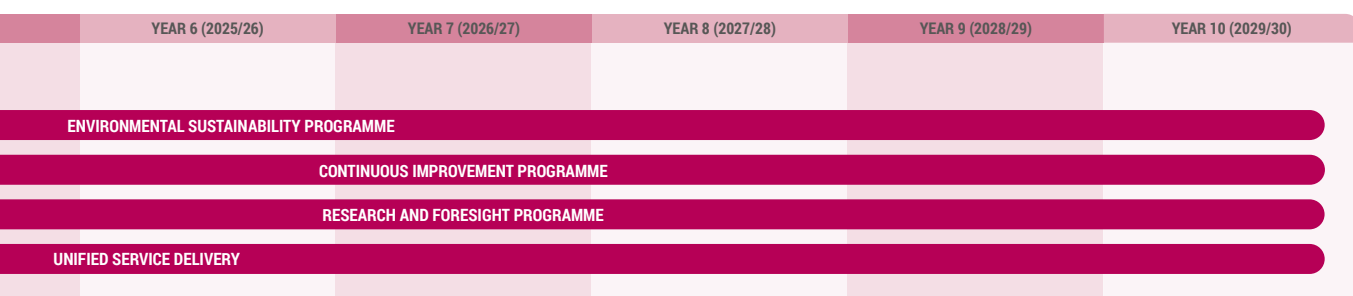 YEAR 6 (2025/26) YEAR 7 (2026/27) YEAR 8 (2027/28) YEAR 9 (2028/29) YEAR 10 (2029/30)
ENVIRONMENTAL SUSTAINABILITY PROGRAMME
CONTINUOUS IMPROVEMENT PROGRAMME
RESEARCH AND FORESIGHT PROGRAMME
UNIFIED SERVICE DELIVERY